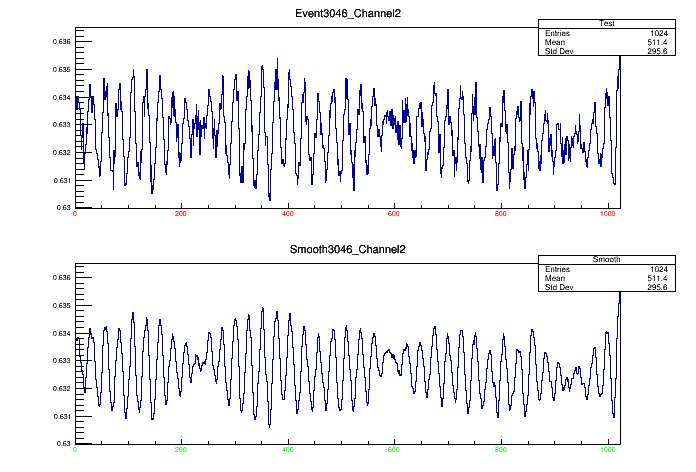 Event3046_Channel2
Test
Entries 1024
Mean 511.4
Std Dev 295.6
0.636
0.635
0.634
0.633
0.632
0.631
0.63
0 200 400 600 800 1000
Smooth3046_Channel2
Smooth
Entries 1024
Mean 511.4
Std Dev 295.6
0.636
0.635
0.634
0.633
0.632
0.631
0.63
0 200 400 600 800 1000